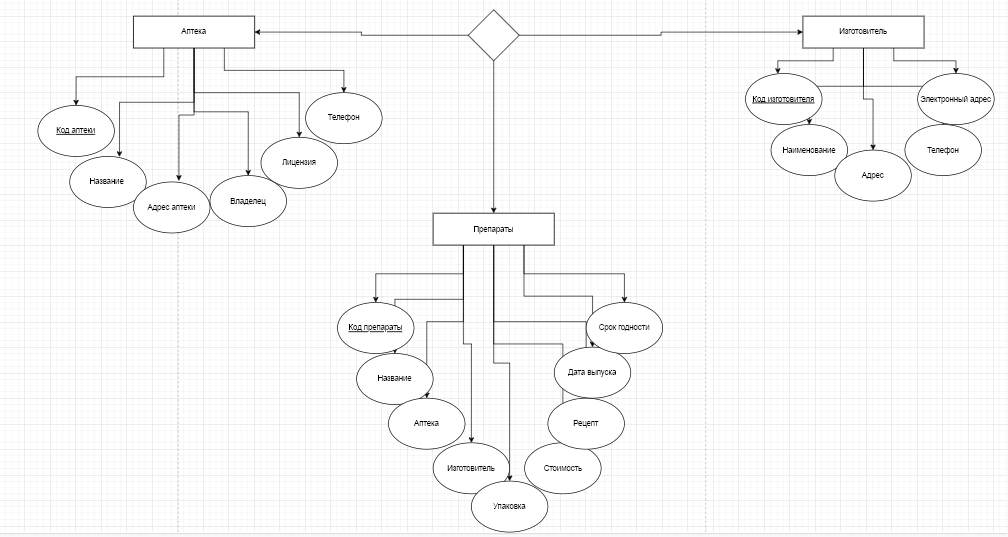 Аптека
Изготовитель
Код аптеки
Название
Адрес аптеки
Владелец
Лицензия
Телефон
Код изготовителя
Наименование
Адрес
Телефон
Электронный адрес
Препараты
Код препараты
Название
Аптека
Изготовитель
Упаковка
Стоимость
Рецепт
Дата выпуска
Срок годности